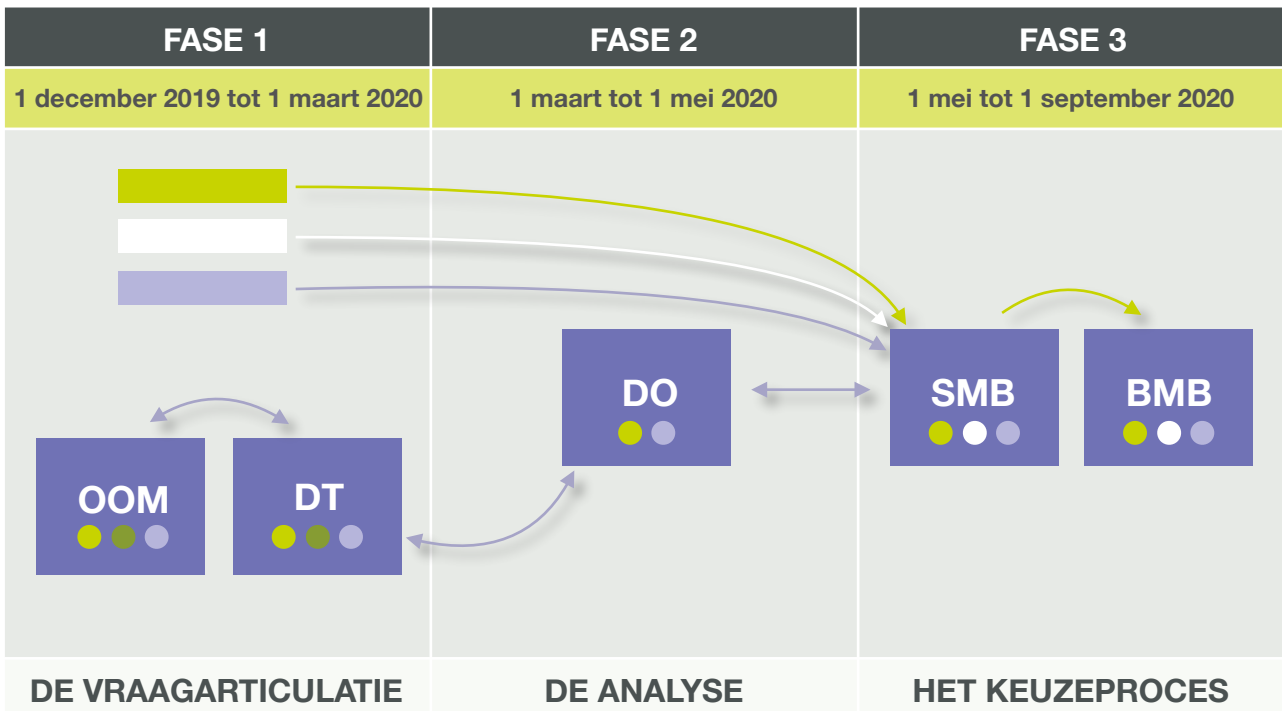 FASE 1
FASE 2
FASE 3
1 december 2019 tot 1 maart 2020
1 maart tot 1 mei 2020
1 mei tot 1 september 2020
DO
SMB
BMB
OOM
DT
DE VRAAGARTICULATIE
DE ANALYSE
HET KEUZEPROCES